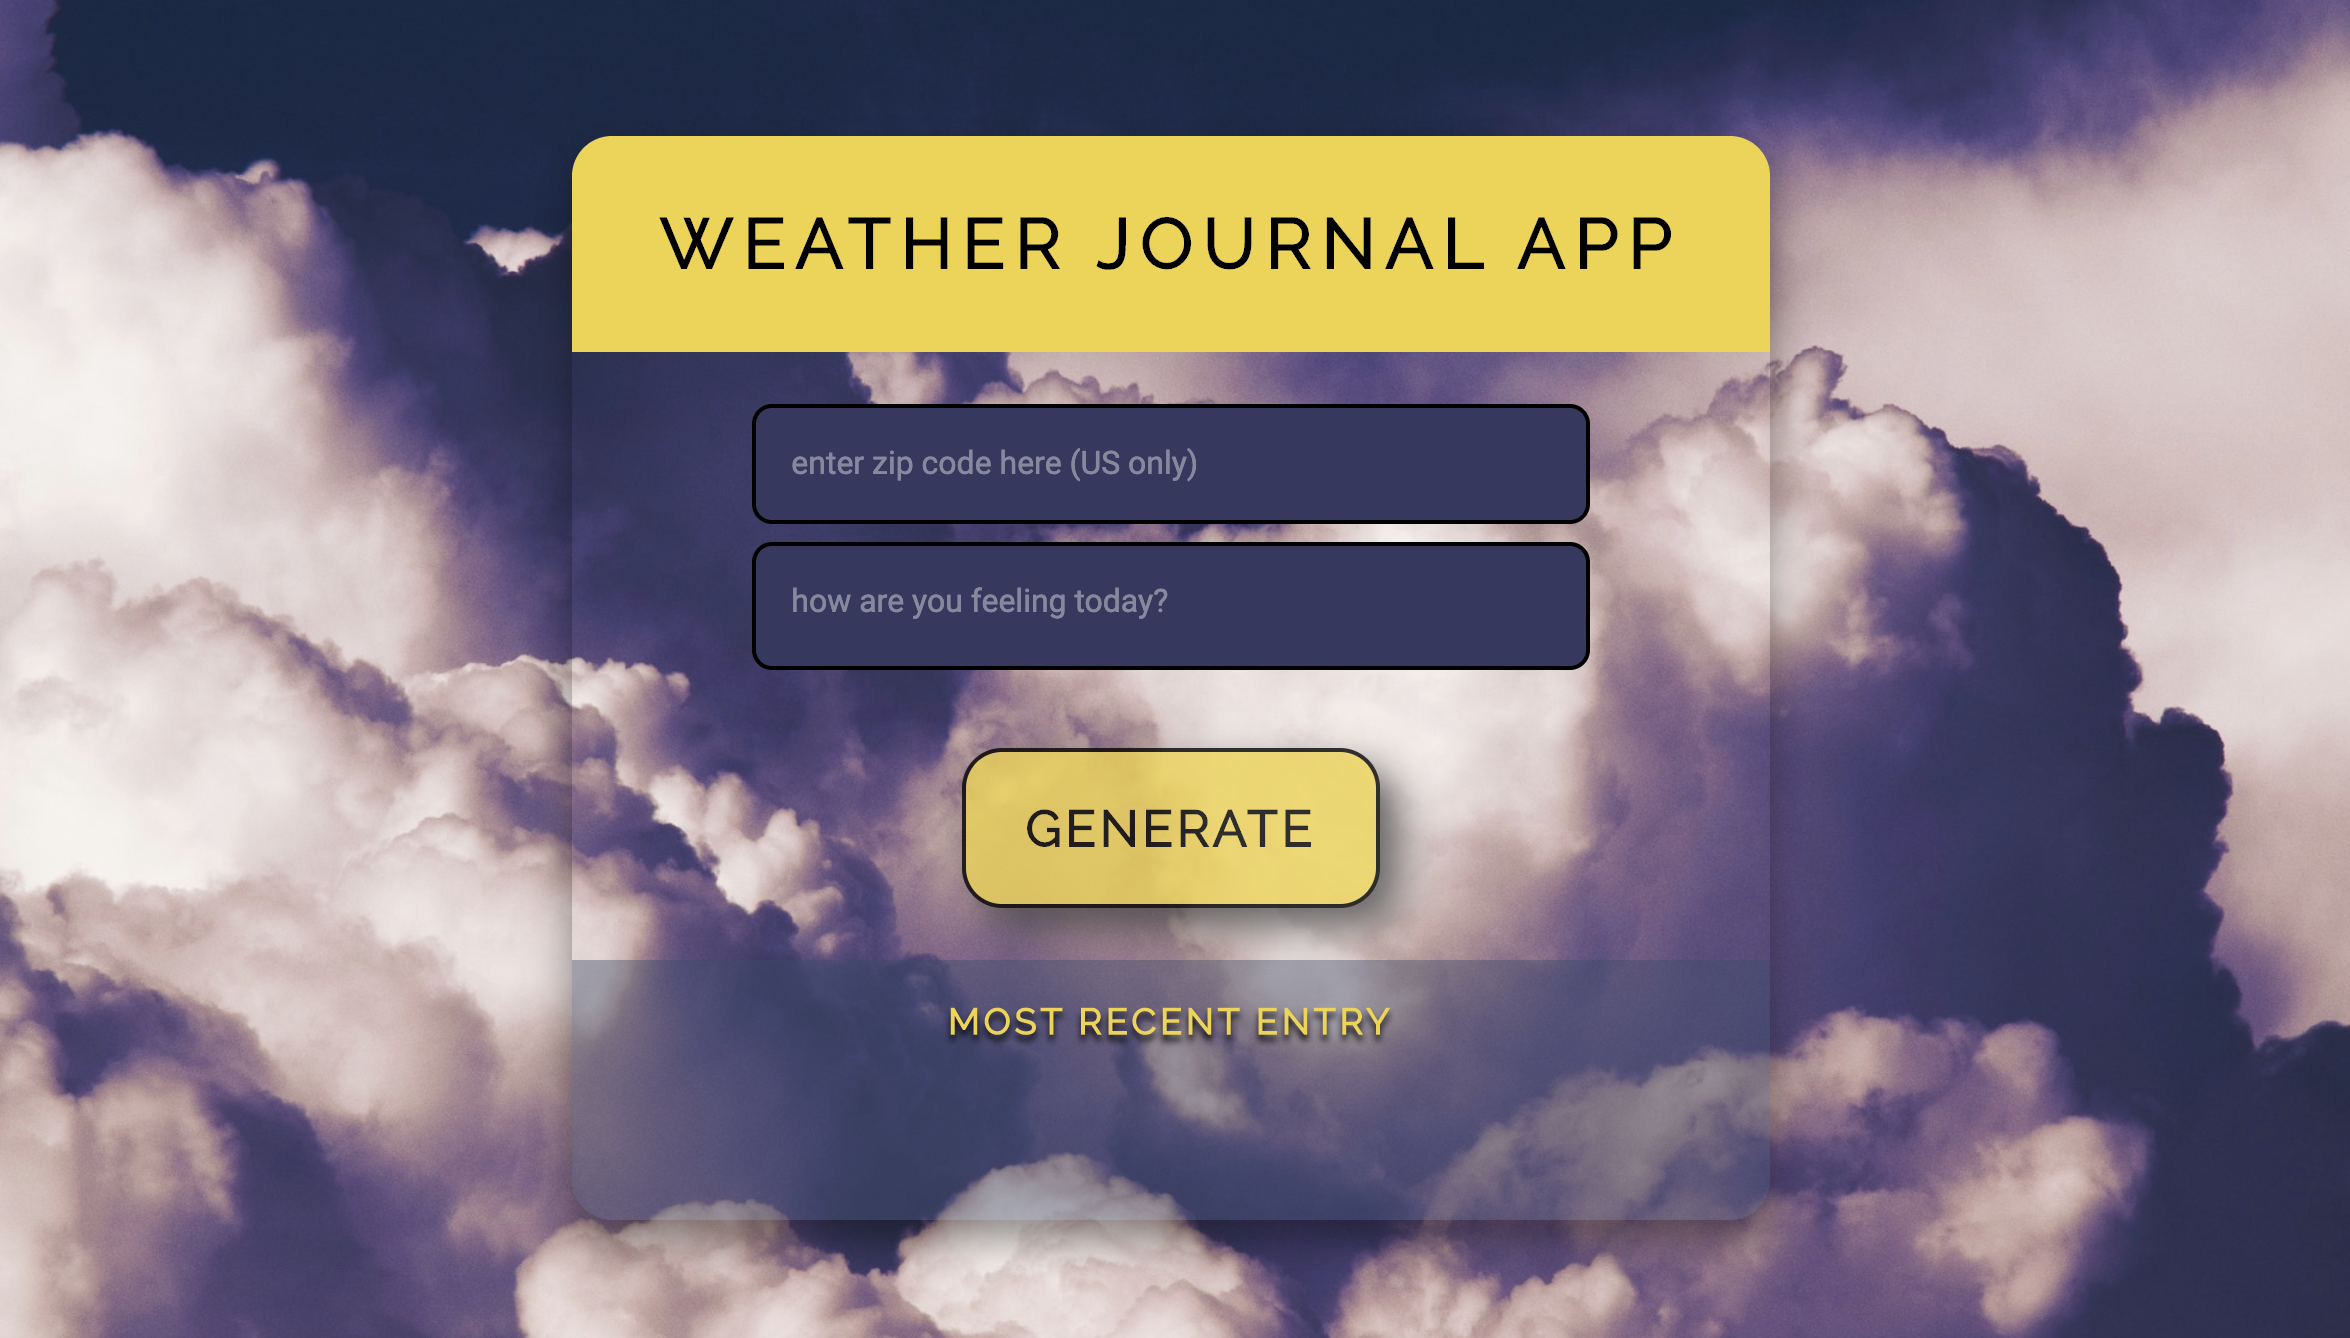 WEATHER JOURNAL APP
enter zip code here (US only)
how are you feeling today?
GENERATE
MOST RECENT ENTRY